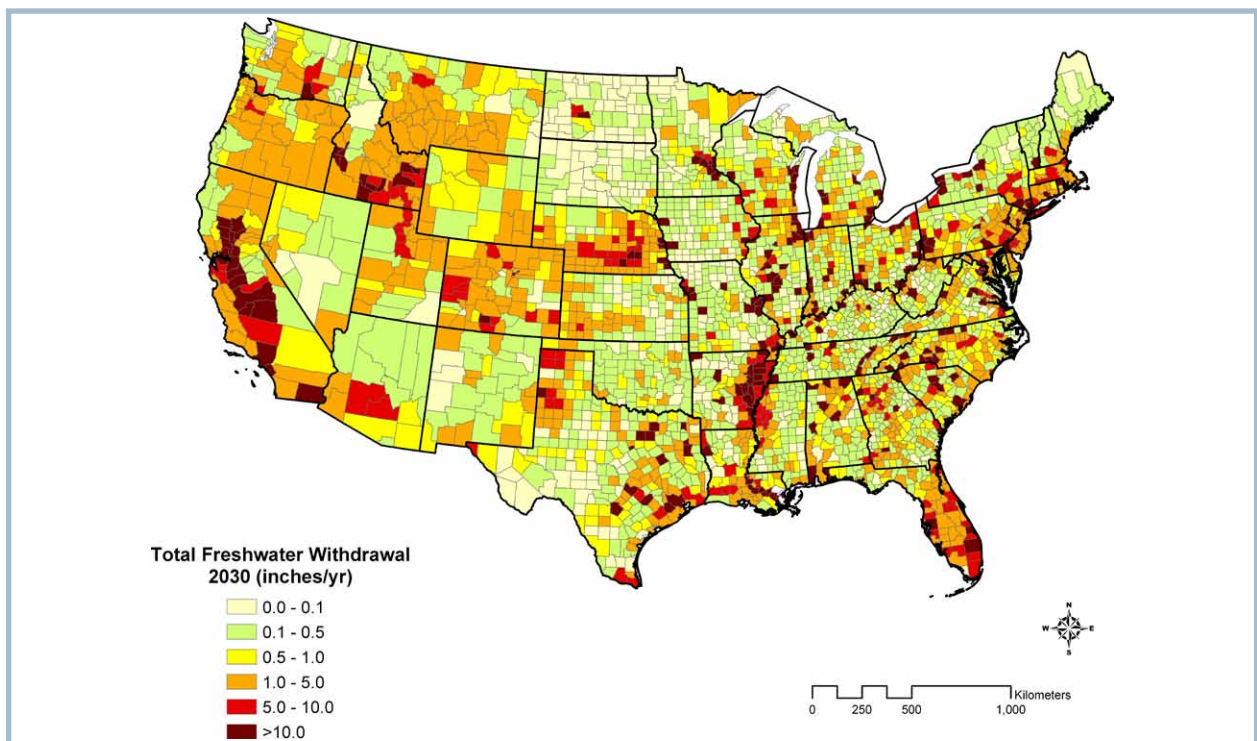 Total Freshwater Withdrawal
2030 (inches/yr)
0.0 - 0.1
0.1 - 0.5
0.5 - 1.0
1.0 - 5.0
5.0 - 10.0
>10.0
N
W E
S
Kilometers
0 250 500 1,000